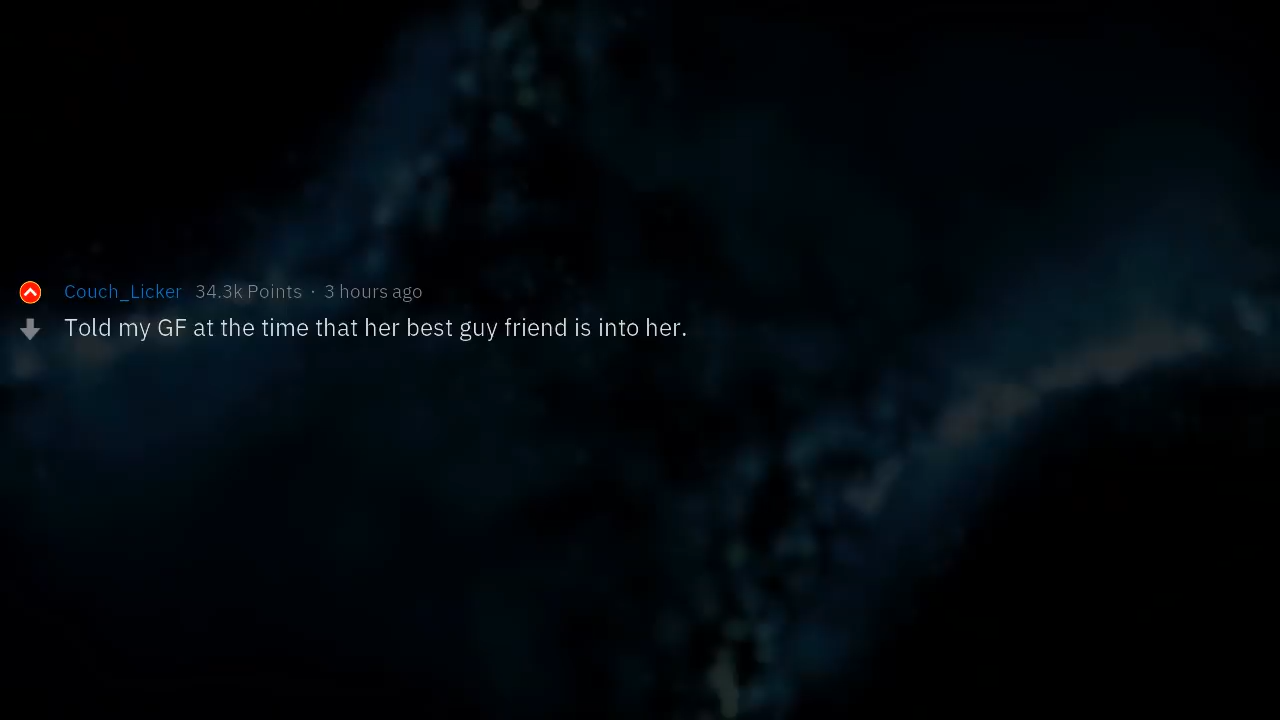 Couch_Licker 34.3k Points · 3 hours ago
Told my GF at the time that her best guy friend is into her.